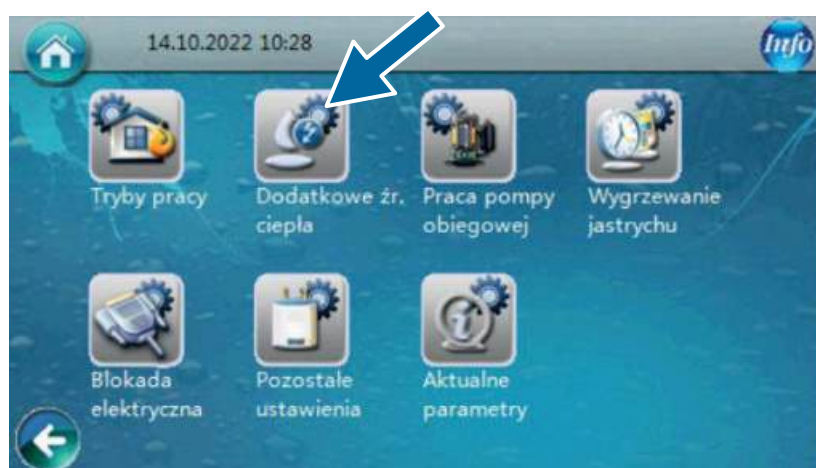 14.10.2022 10:28
Info
Tryby pracy
Dodatkowe źr.
ciepła
Praca pompy
obiegowej
Wygrzewanie
jastrychu
Blokada
elektryczna
Pozostałe
ustawienia
Aktualne
parametry